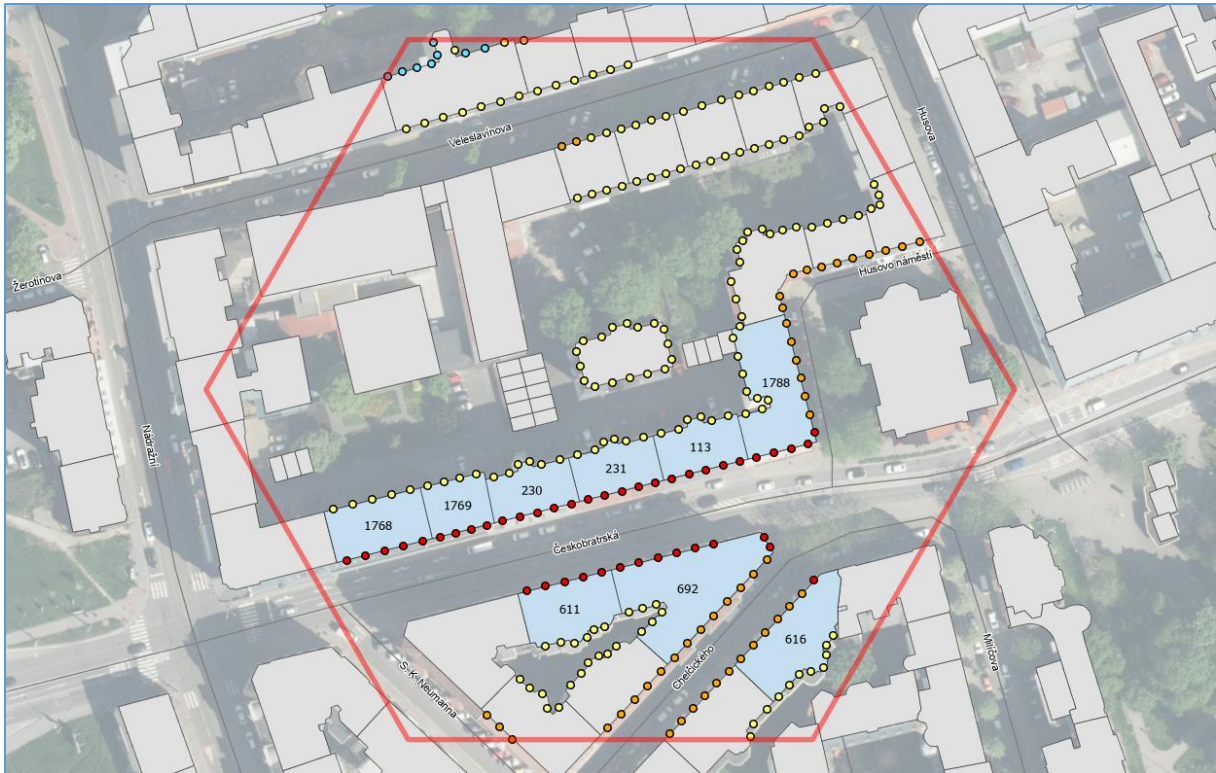 Veleslavínova
Husova
Žerotínova
Husovo náměstí
1788
Nádražní
113
231
230
1769
1768
Českobratrská
692
611
616
Chelčického
S. K. Neumanna
Milíčova